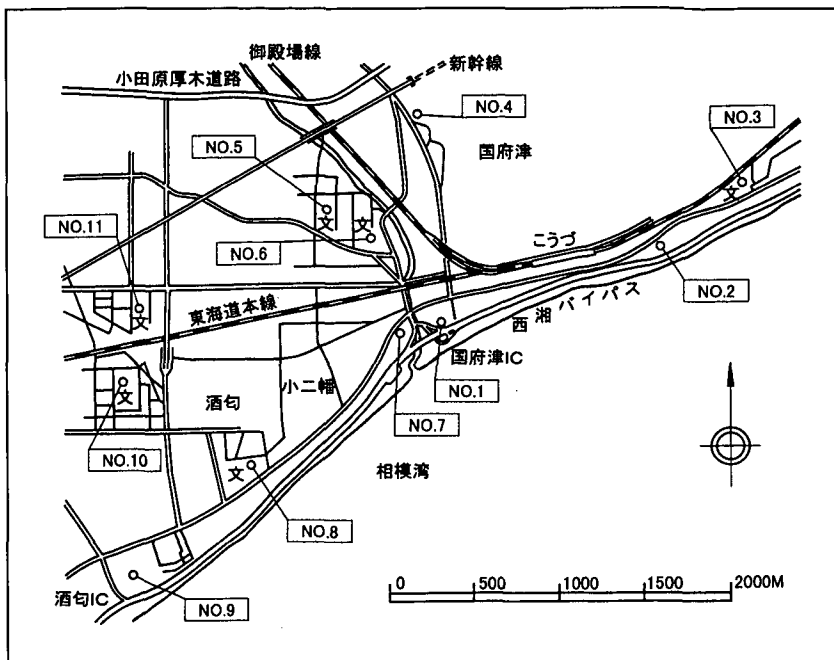 御殿場線
新幹線
小田原厚木道路
NO.4
NO.3
NO.5
国府津
文
文
文
NO.11
NO.6
こうづ
NO.2
東海道本線
文
西湘バイパス
国府津IC
小二幡
NO.1
酒匂
文
NO.7
NO.10
文
相模湾
NO.8
酒匂IC
NO.9
0 500 1000 1500 2000M